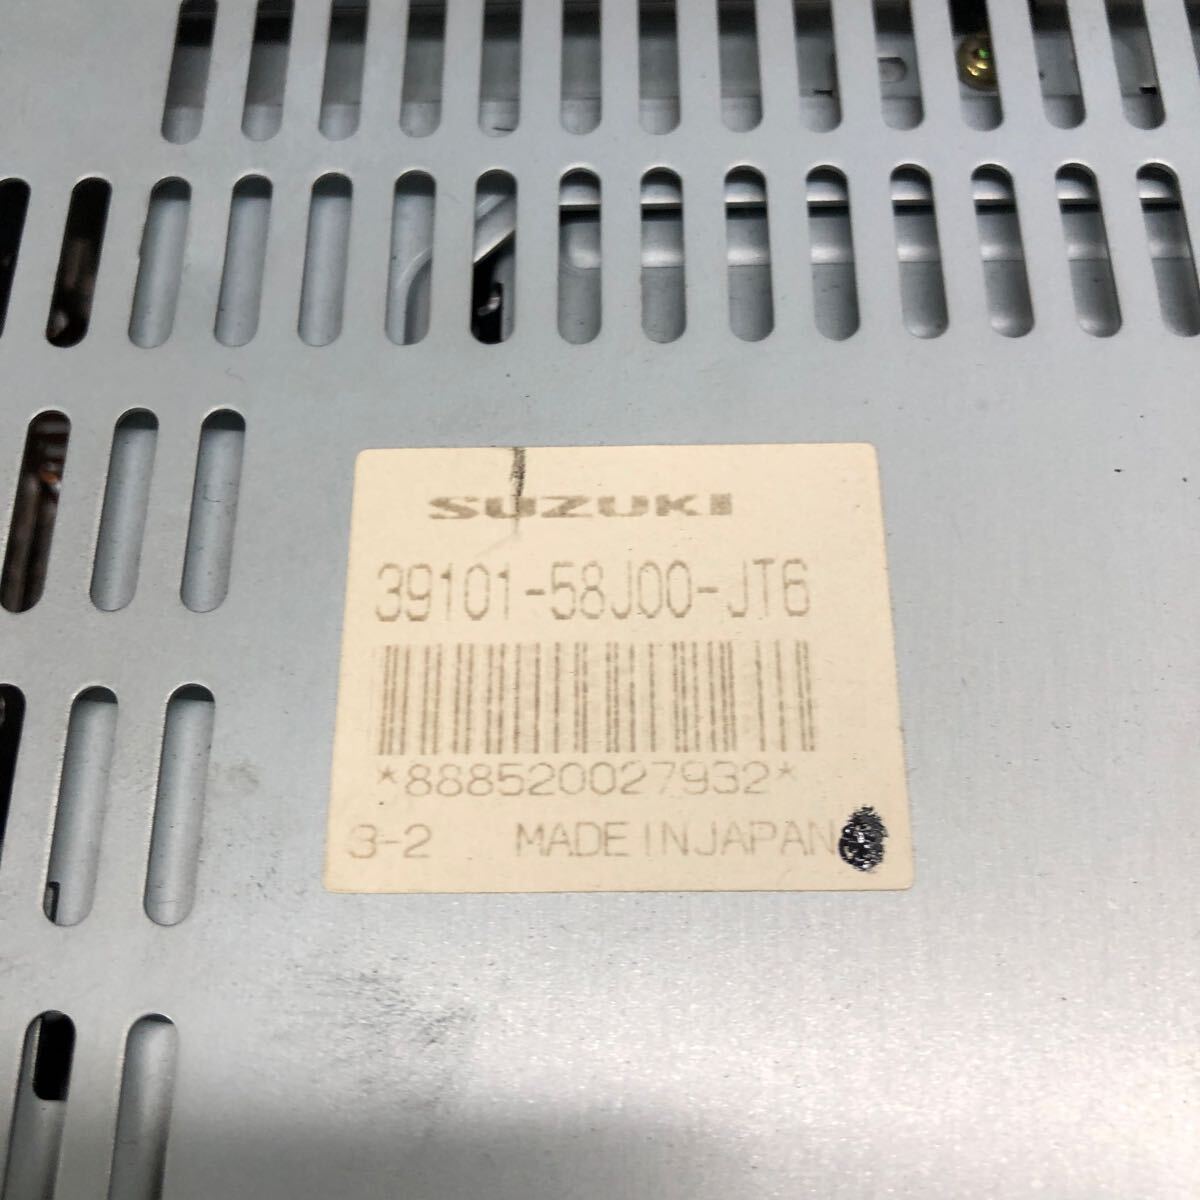 SUZUKI
39101-58J00-JT6
*888520027932*
3-2 MADE IN JAPAN